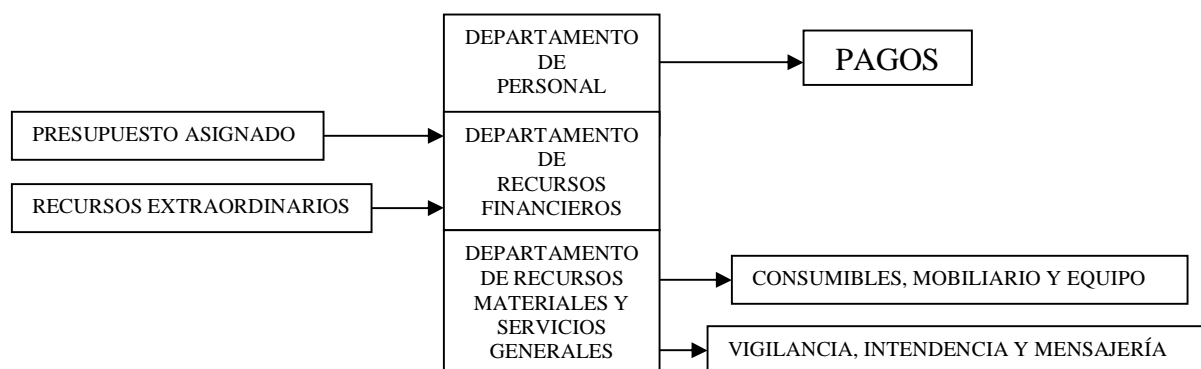 DEPARTAMENTO
DE
PERSONAL
PAGOS
PRESUPUESTO ASIGNADO
DEPARTAMENTO
DE
RECURSOS
FINANCIEROS
RECURSOS EXTRAORDINARIOS
DEPARTAMENTO
DE RECURSOS
MATERIALES Y
SERVICIOS
GENERALES
CONSUMIBLES, MOBILIARIO Y EQUIPO
VIGILANCIA, INTENDENCIA Y MENSAJERÍA